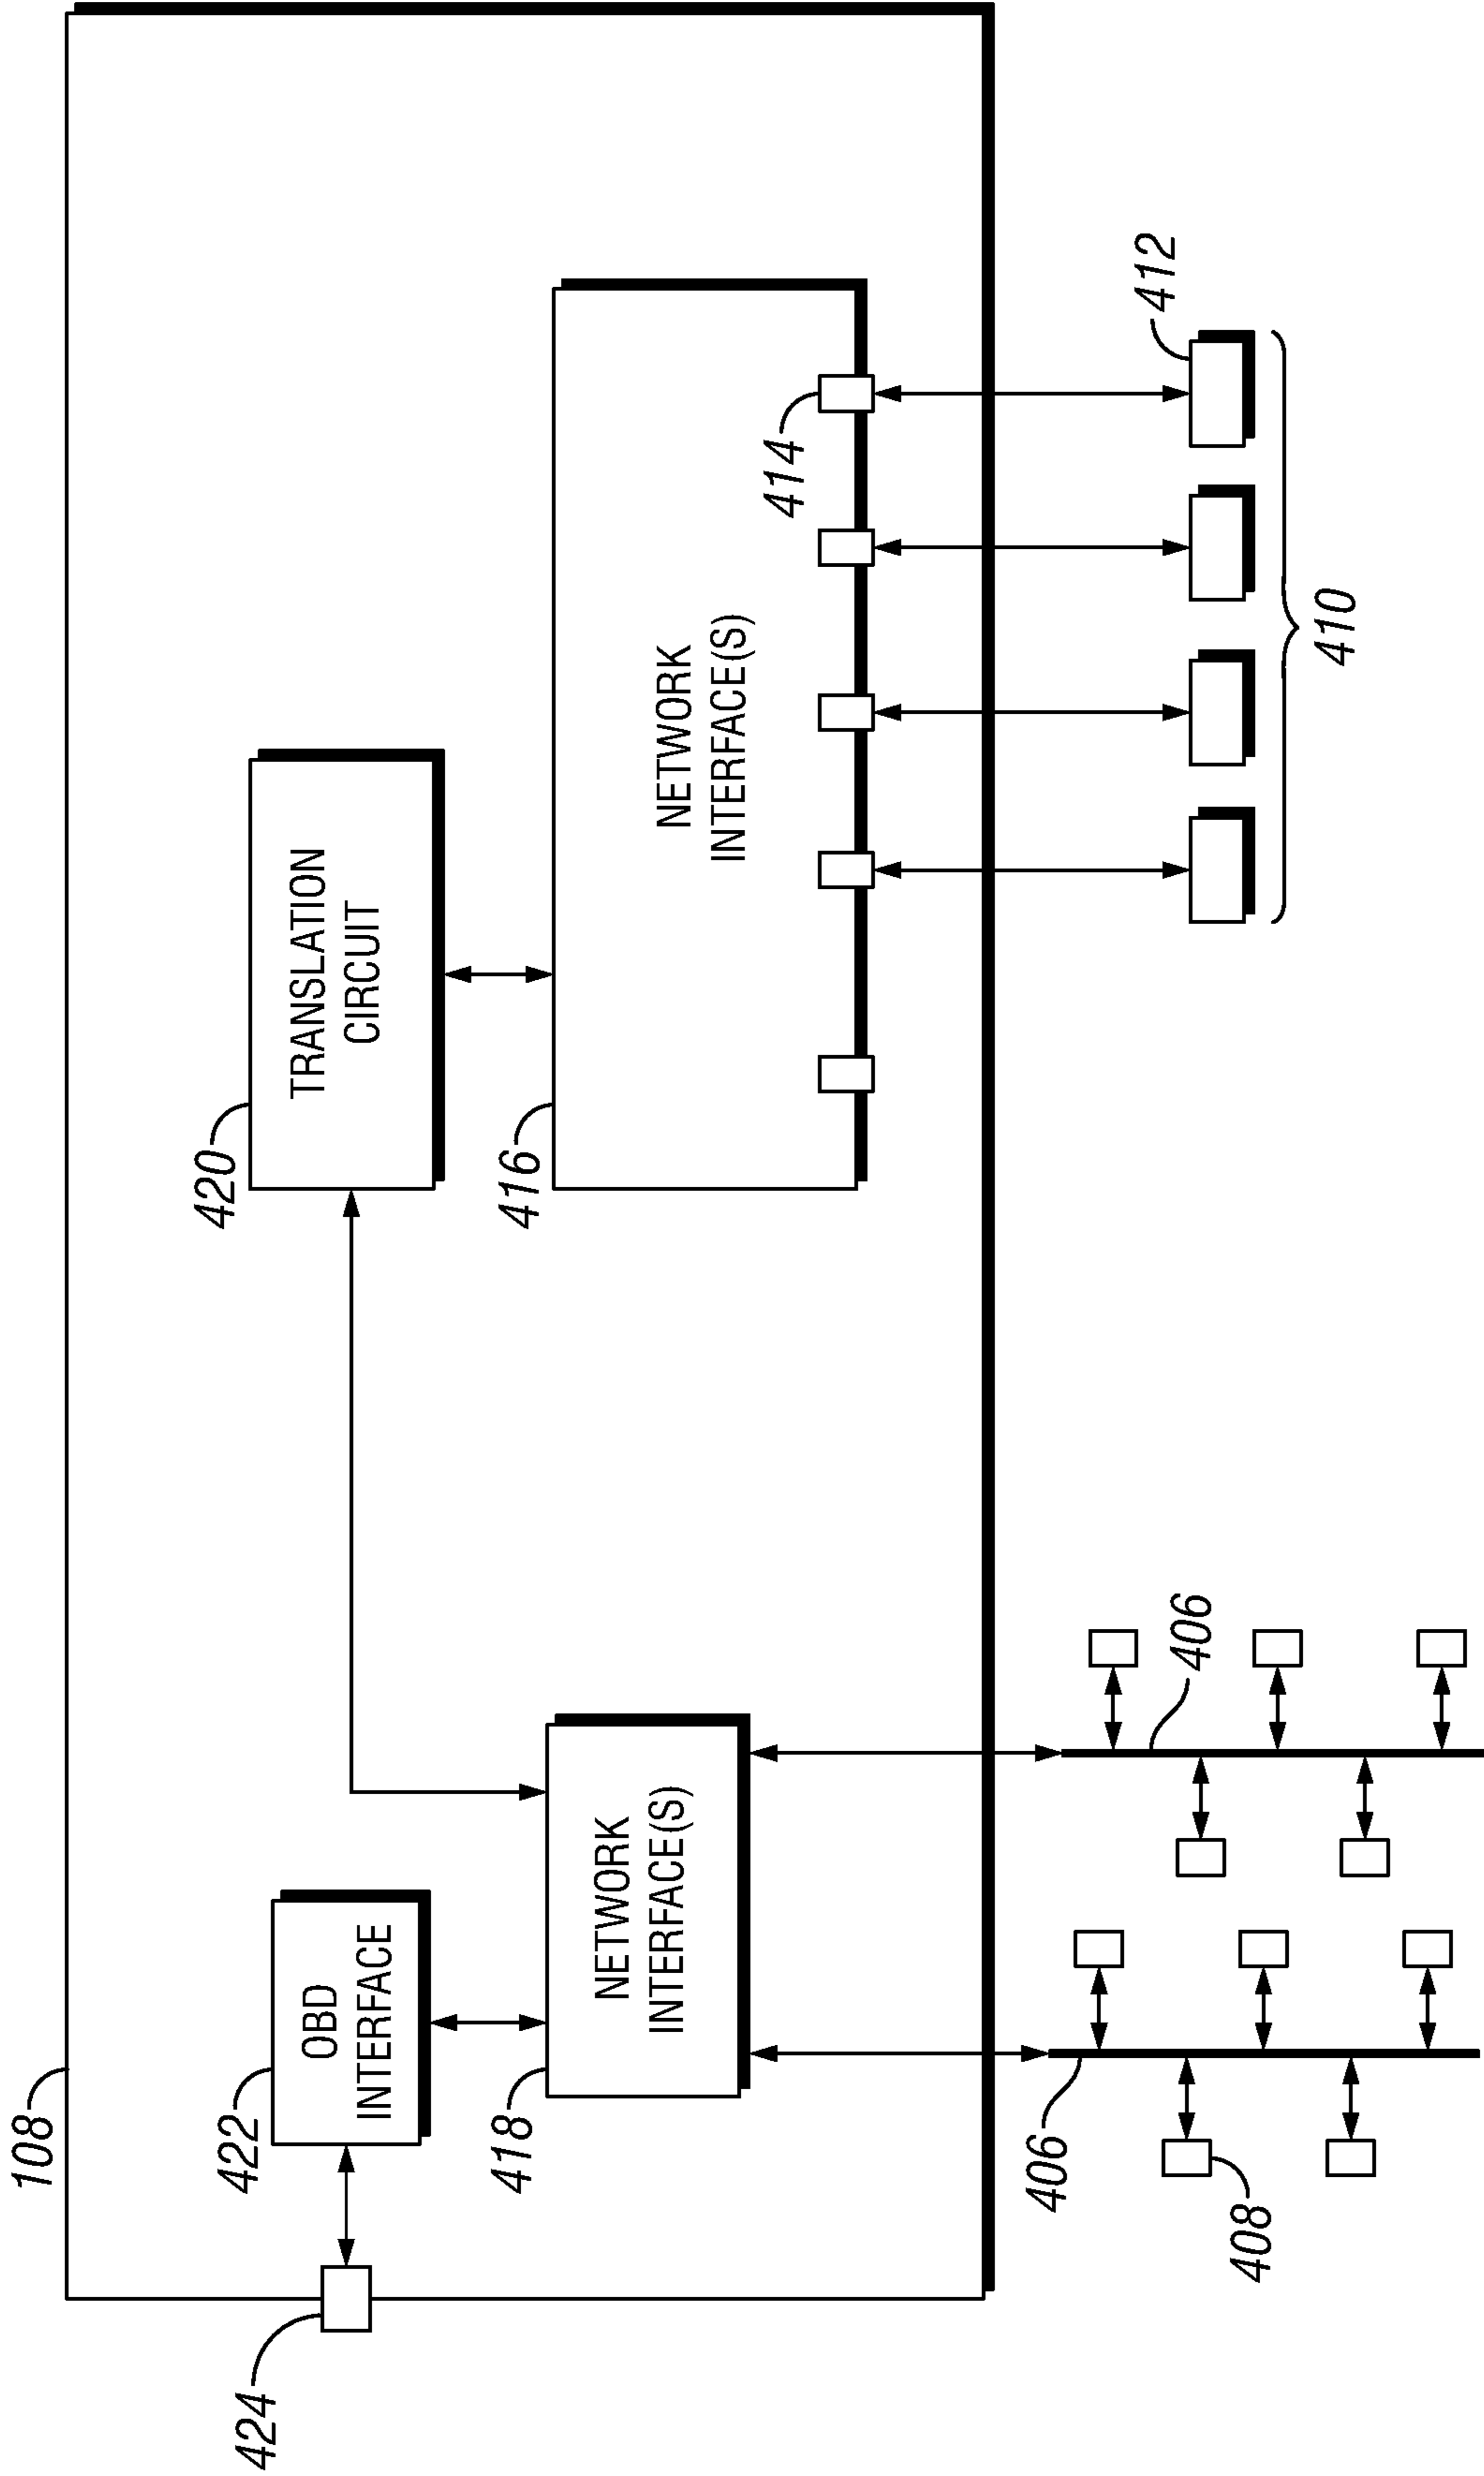 108
424
422
OBD
INTERFACE
418
NETWORK
INTERFACE(S)
420
TRANSLATION
CIRCUIT
416
NETWORK
INTERFACE(S)
414
406
408
406
412
410